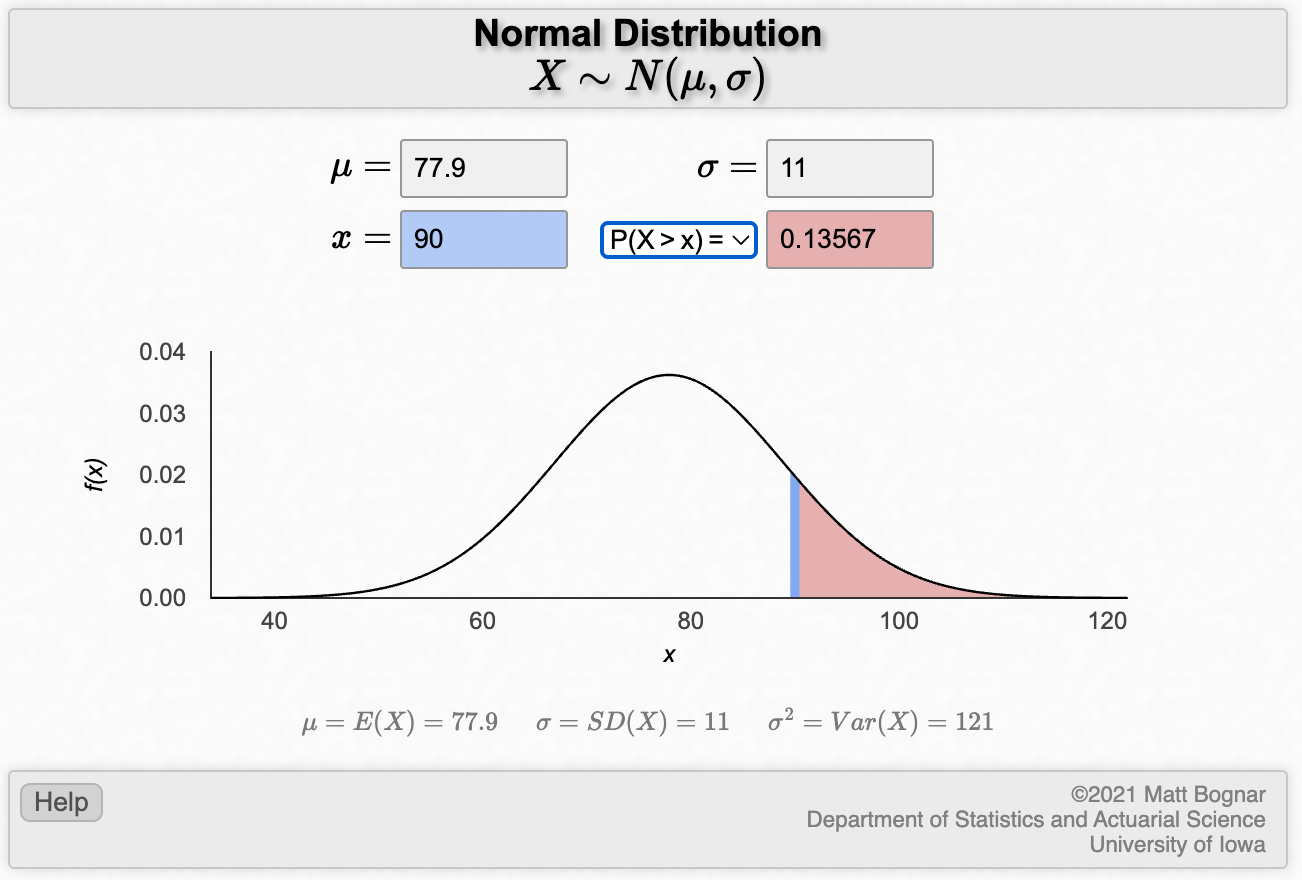 Normal Distribution
X ∼ N(μ, σ)
μ = 77.9 σ = 11
x = 90 P(X > x) = 0.13567
0.04
0.03
0.02
0.01
0.00
f(x)
40 60 80 100 120
x
μ = E(X) = 77.9 σ = SD(X) = 11 σ² = Var(X) = 121
Help
©2021 Matt Bognar
Department of Statistics and Actuarial Science
University of Iowa